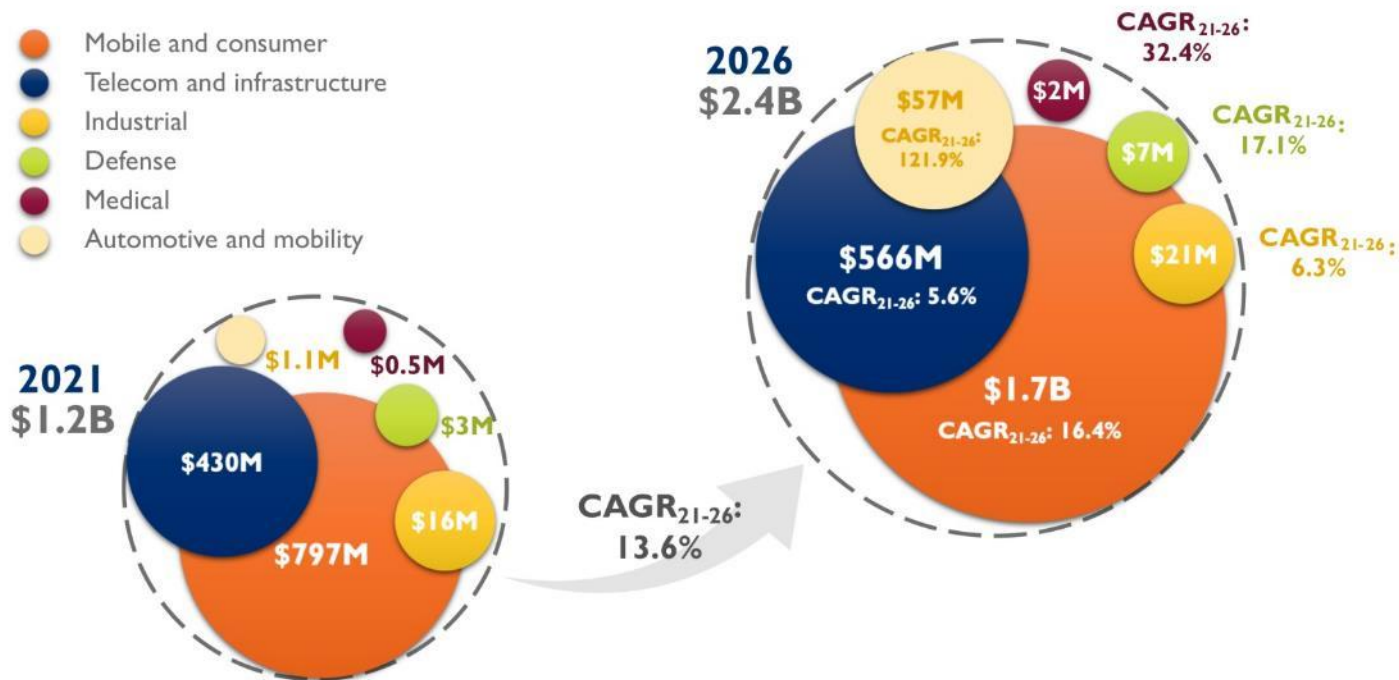 Mobile and consumer
Telecom and infrastructure
Industrial
Defense
Medical
Automotive and mobility
2021
$1.2B
$1.1M
$0.5M
$3M
$430M
$16M
$797M
CAGR21-26:
13.6%
2026
$2.4B
$57M
CAGR21-26:
121.9%
$2M
CAGR21-26:
32.4%
$7M
CAGR21-26:
17.1%
$21M
CAGR21-26:
6.3%
$566M
CAGR21-26: 5.6%
$1.7B
CAGR21-26: 16.4%